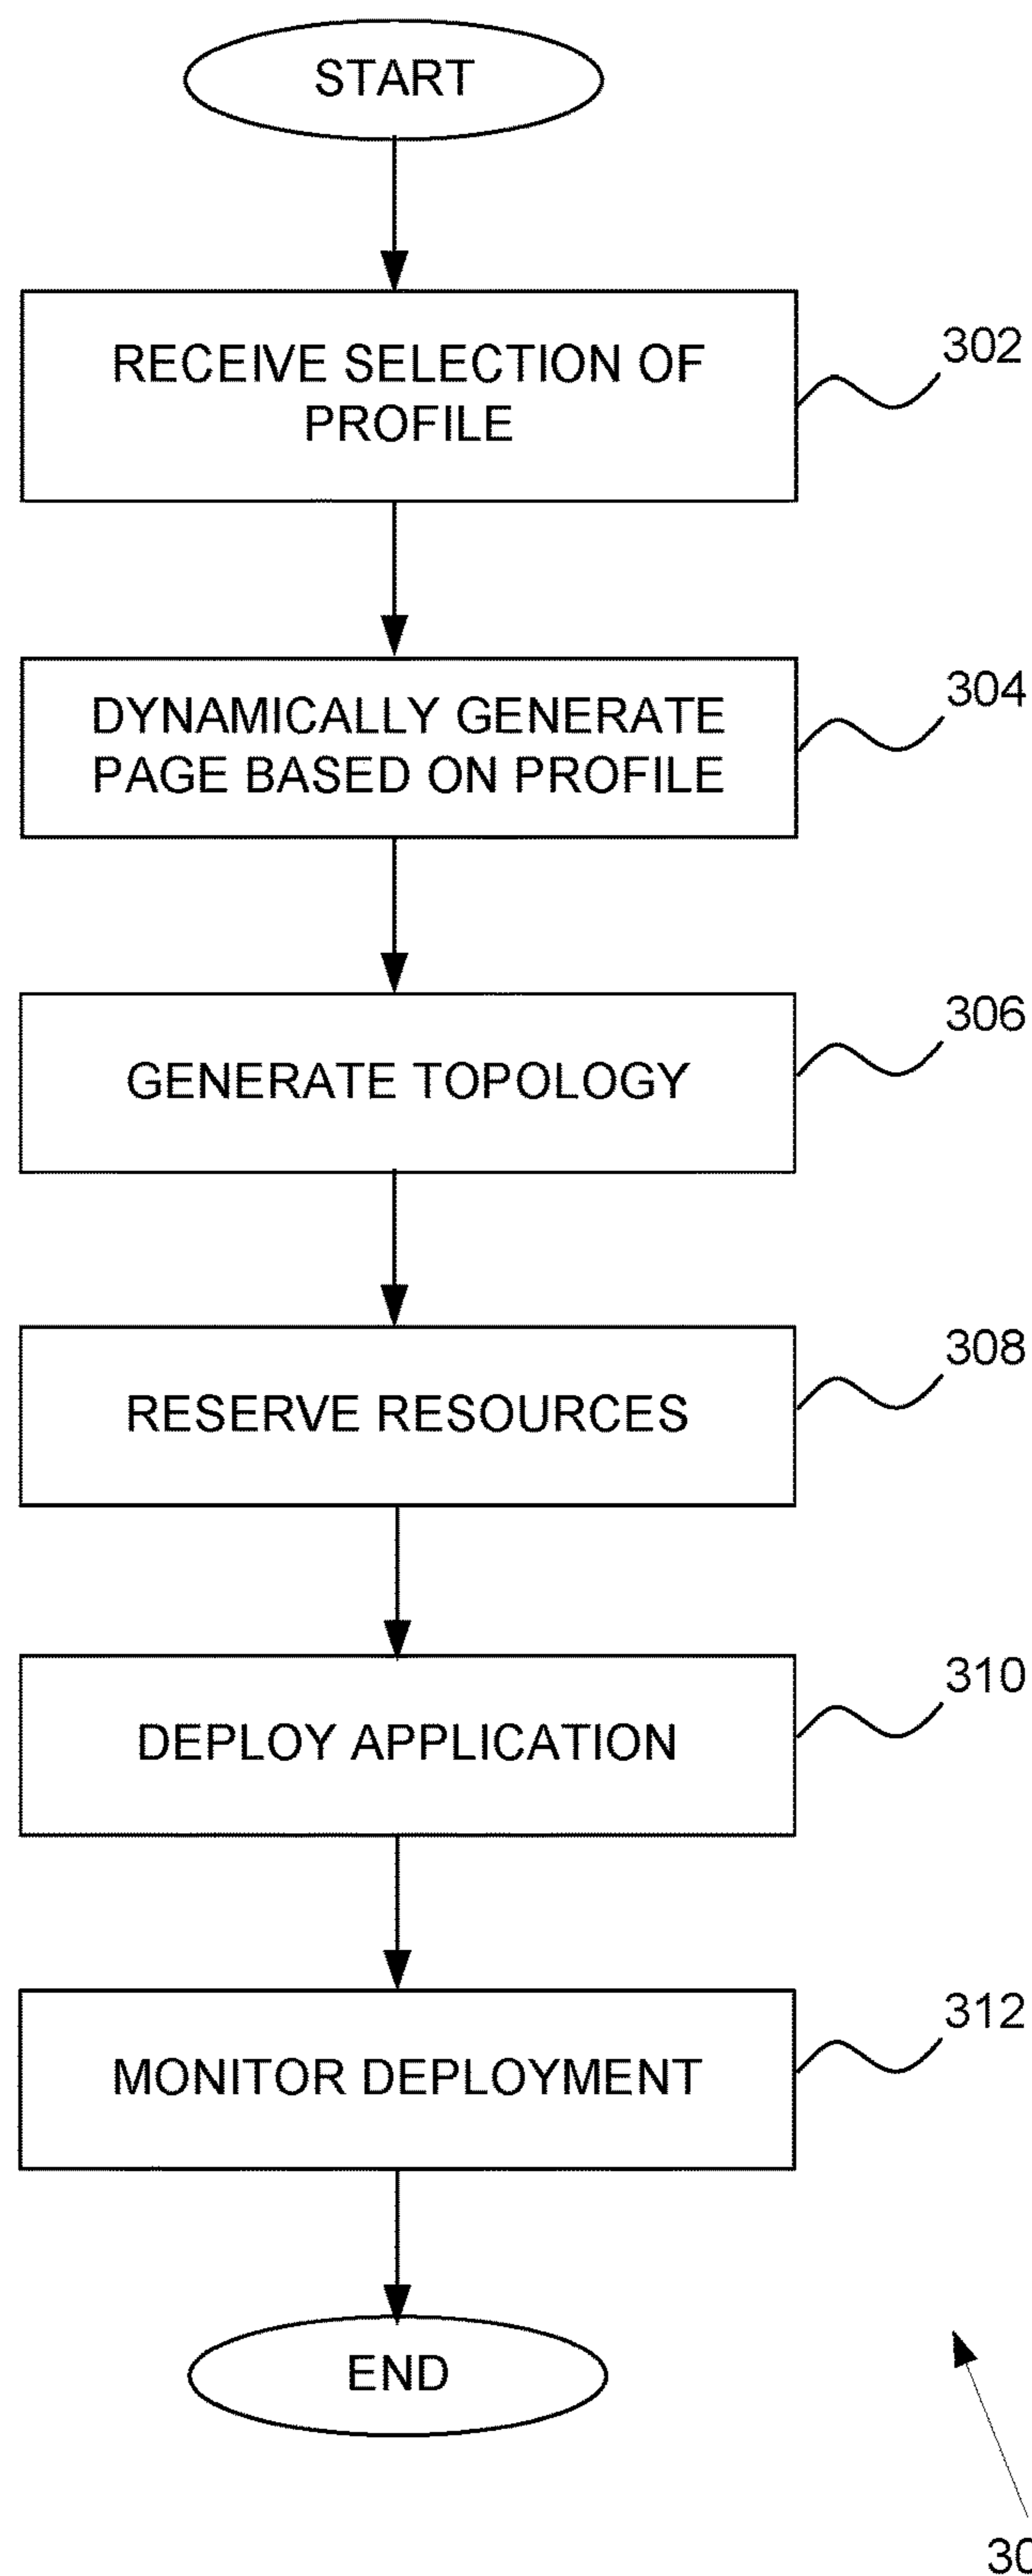 START
RECEIVE SELECTION OF
PROFILE
302
DYNAMICALLY GENERATE
PAGE BASED ON PROFILE
304
GENERATE TOPOLOGY
306
RESERVE RESOURCES
308
DEPLOY APPLICATION
310
MONITOR DEPLOYMENT
312
END